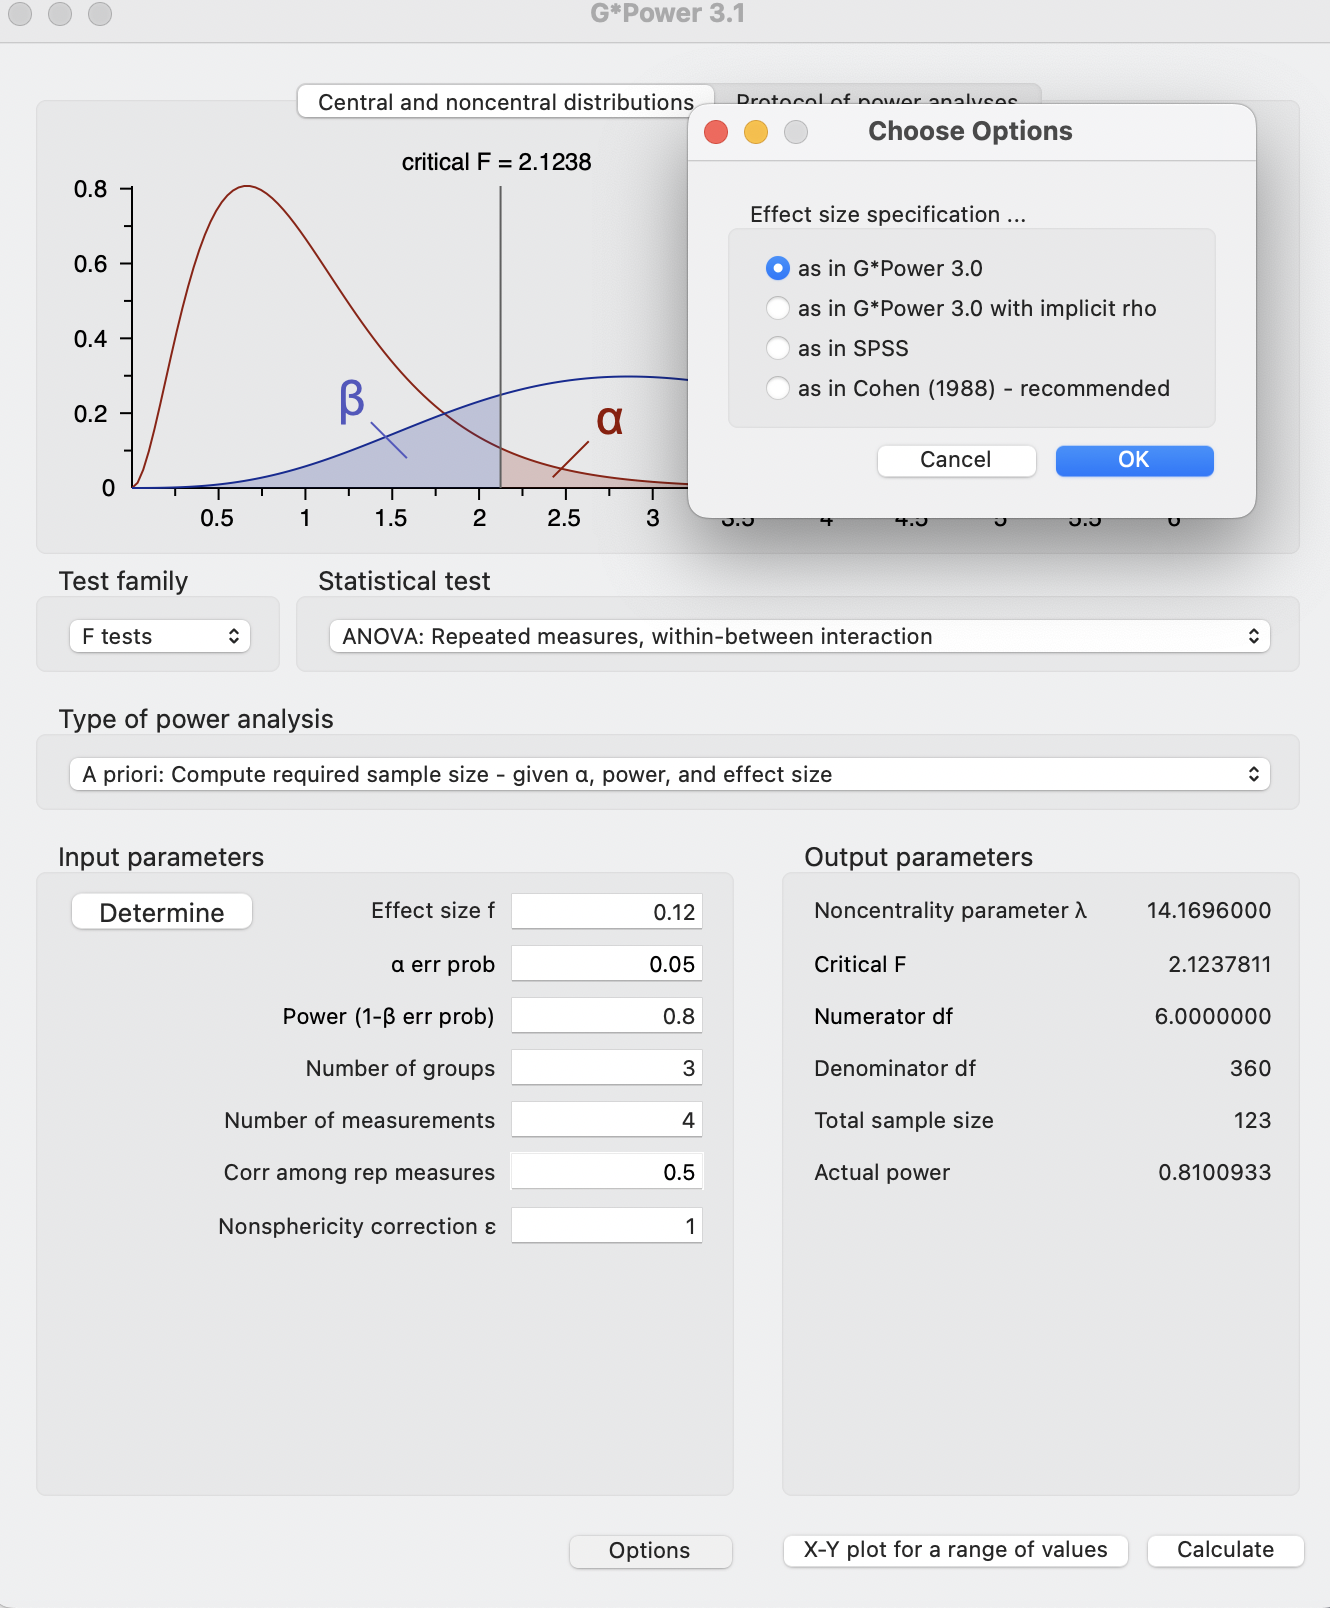 G*Power 3.1
Central and noncentral distributions
Protocol of power analyses
Choose Options
critical F = 2.1238
Effect size specification ...
as in G*Power 3.0
as in G*Power 3.0 with implicit rho
as in SPSS
as in Cohen (1988) - recommended
Cancel
OK
0.8
0.6
0.4
0.2
0
β
α
0.5
1
1.5
2
2.5
3
3.5
4
4.5
5
5.5
6
Test family
Statistical test
F tests
ANOVA: Repeated measures, within-between interaction
Type of power analysis
A priori: Compute required sample size - given α, power, and effect size
Input parameters
Output parameters
Determine
Effect size f
0.12
Noncentrality parameter λ
14.1696000
α err prob
0.05
Critical F
2.1237811
Power (1-β err prob)
0.8
Numerator df
6.0000000
Number of groups
3
Denominator df
360
Number of measurements
4
Total sample size
123
Corr among rep measures
0.5
Actual power
0.8100933
Nonsphericity correction ε
1
Options
X-Y plot for a range of values
Calculate